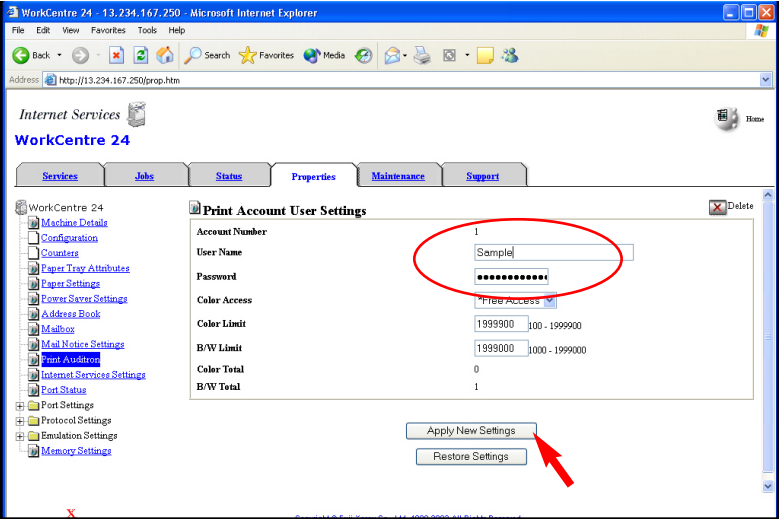 WorkCentre 24 - 13.234.167.250 - Microsoft Internet Explorer
File Edit View Favorites Tools Help
Back Search Favorites Media
Address http://13.234.167.250/prop.htm
Internet Services
Home
WorkCentre 24
Services Jobs Status Properties Maintenance Support
WorkCentre 24
Machine Details
Configuration
Counters
Paper Tray Attributes
Paper Settings
Power Saver Settings
Address Book
Mailbox
Mail Notice Settings
Print Auditron
Internet Services Settings
Port Status
Port Settings
Protocol Settings
Emulation Settings
Memory Settings
Print Account User Settings
Delete
Account Number 1
User Name Sample
Password ●●●●●●●●●●●●
Color Access *Free Access
Color Limit 1999900 100 - 1999900
B/W Limit 1999000 1000 - 1999000
Color Total 0
B/W Total 1
Apply New Settings
Restore Settings
X